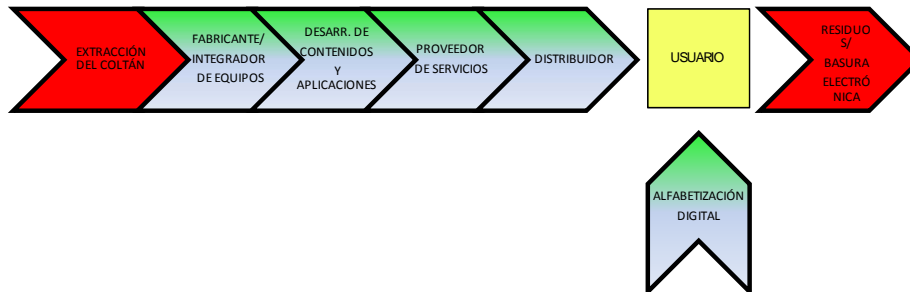 EXTRACCIÓN
DEL COLTÁN
FABRICANTE/
INTEGRADOR
DE EQUIPOS
DESARR. DE
CONTENIDOS
Y
APLICACIONES
PROVEEDOR
DE SERVICIOS
DISTRIBUIDOR
USUARIO
RESIDUO
S/
BASURA
ELECTRÓ
NICA
ALFABETIZACIÓN
DIGITAL